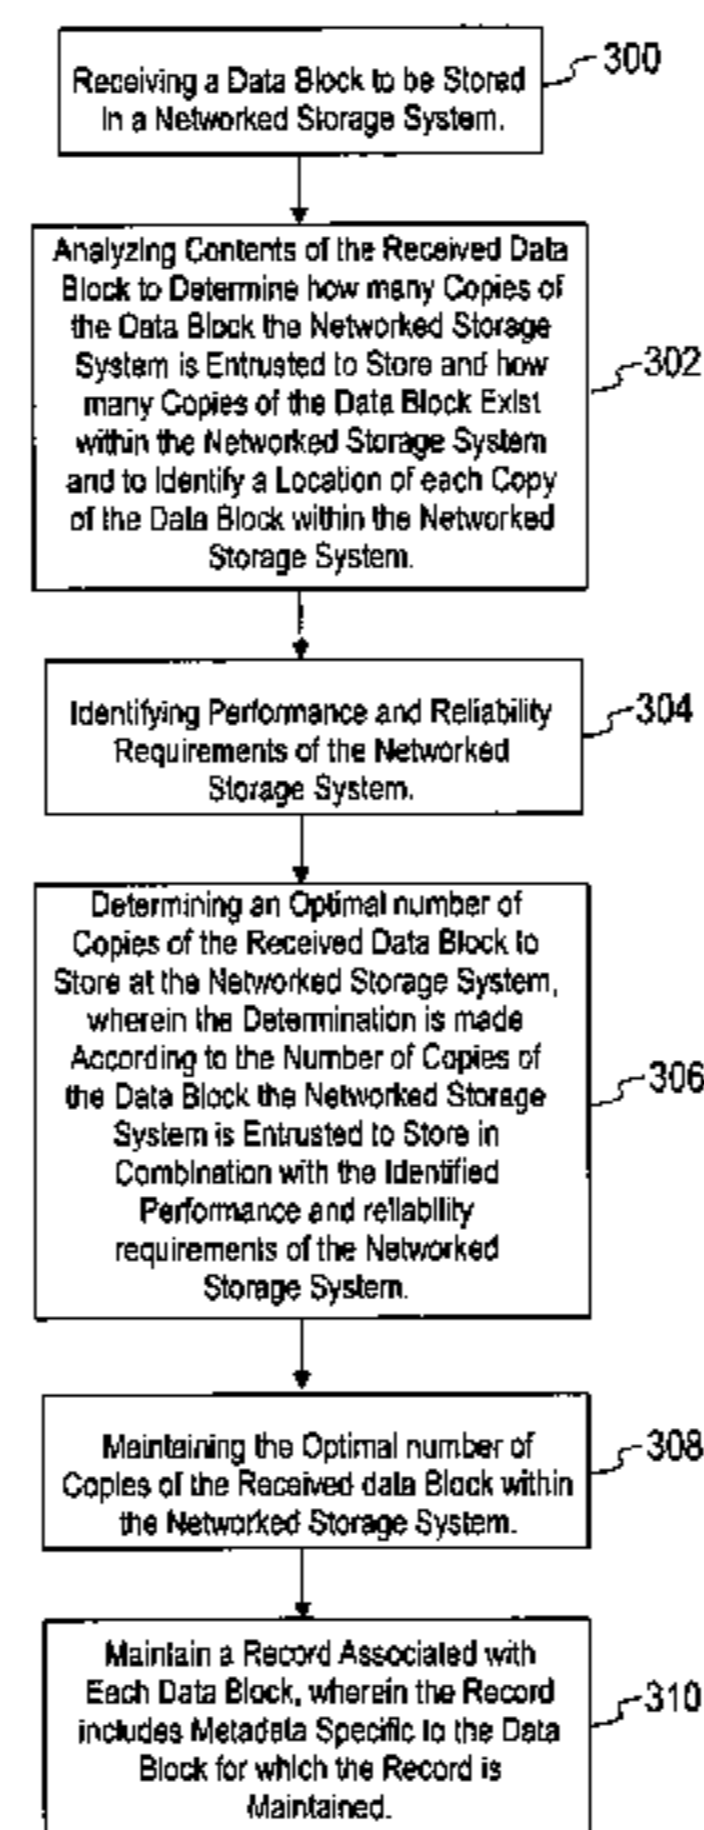 Receiving a Data Block to be Stored
In a Networked Storage System.
300
Analyzing Contents of the Received Data
Block to Determine how many Copies of
the Data Block the Networked Storage
System is Entrusted to Store and how
many Copies of the Data Block Exist
within the Networked Storage System
and to Identify a Location of each Copy
of the Data Block within the Networked
Storage System.
302
Identifying Performance and Reliability
Requirements of the Networked
Storage System.
304
Determining an Optimal number of
Copies of the Received Data Block to
Store at the Networked Storage System,
wherein the Determination is made
According to the Number of Copies of
the Data Block the Networked Storage
System is Entrusted to Store in
Combination with the Identified
Performance and reliability
requirements of the Networked
Storage System.
306
Maintaining the Optimal number of
Copies of the Received data Block within
the Networked Storage System.
308
Maintain a Record Associated with
Each Data Block, wherein the Record
includes Metadata Specific to the Data
Block for which the Record is
Maintained.
310